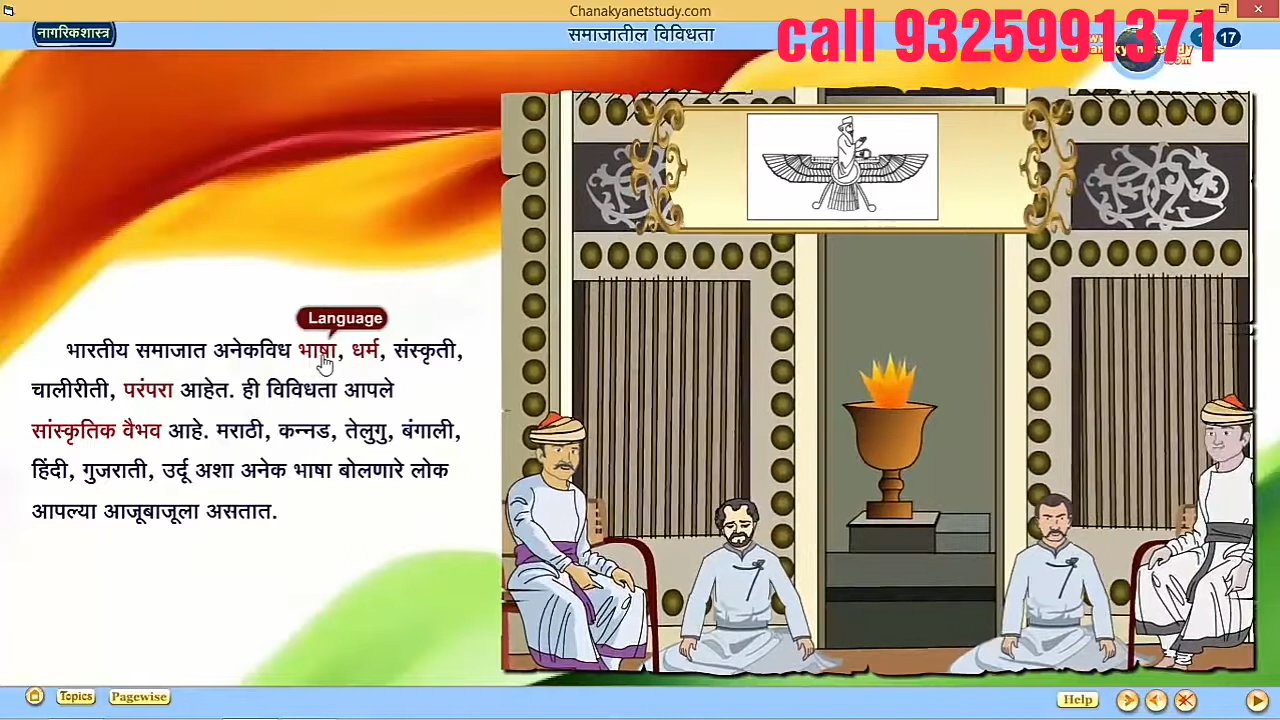 Chanakyanetstudy.com
नागरिकशास्त्र
समाजातील विविधता
call 9325991371
17
Language
भारतीय समाजात अनेकविध भाषा, धर्म, संस्कृती,
चालीरीती, परंपरा आहेत. ही विविधता आपले
सांस्कृतिक वैभव आहे. मराठी, कन्नड, तेलुगु, बंगाली,
हिंदी, गुजराती, उर्दू अशा अनेक भाषा बोलणारे लोक
आपल्या आजूबाजूला असतात.
Topics
Pagewise
Help